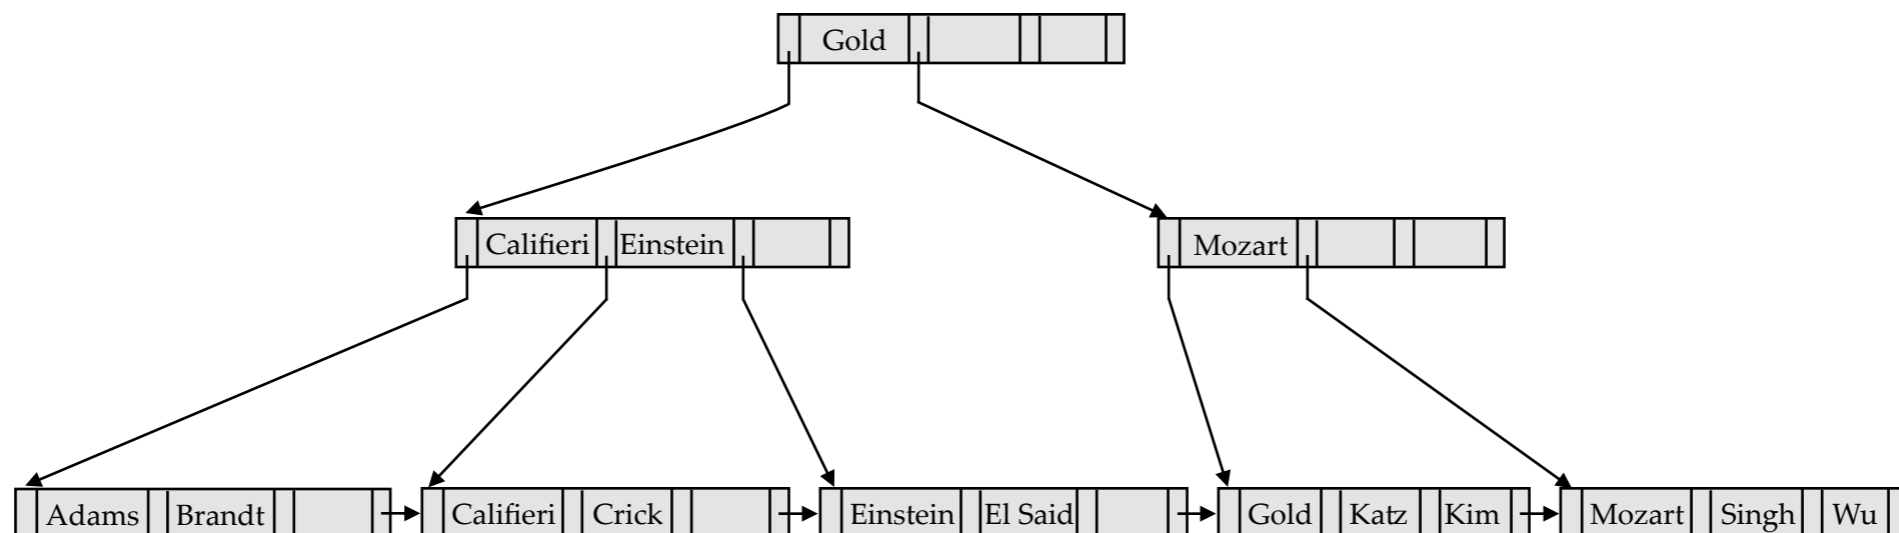 Gold
Califieri Einstein Mozart
Adams Brandt Califieri Crick Einstein El Said Gold Katz Kim Mozart Singh Wu